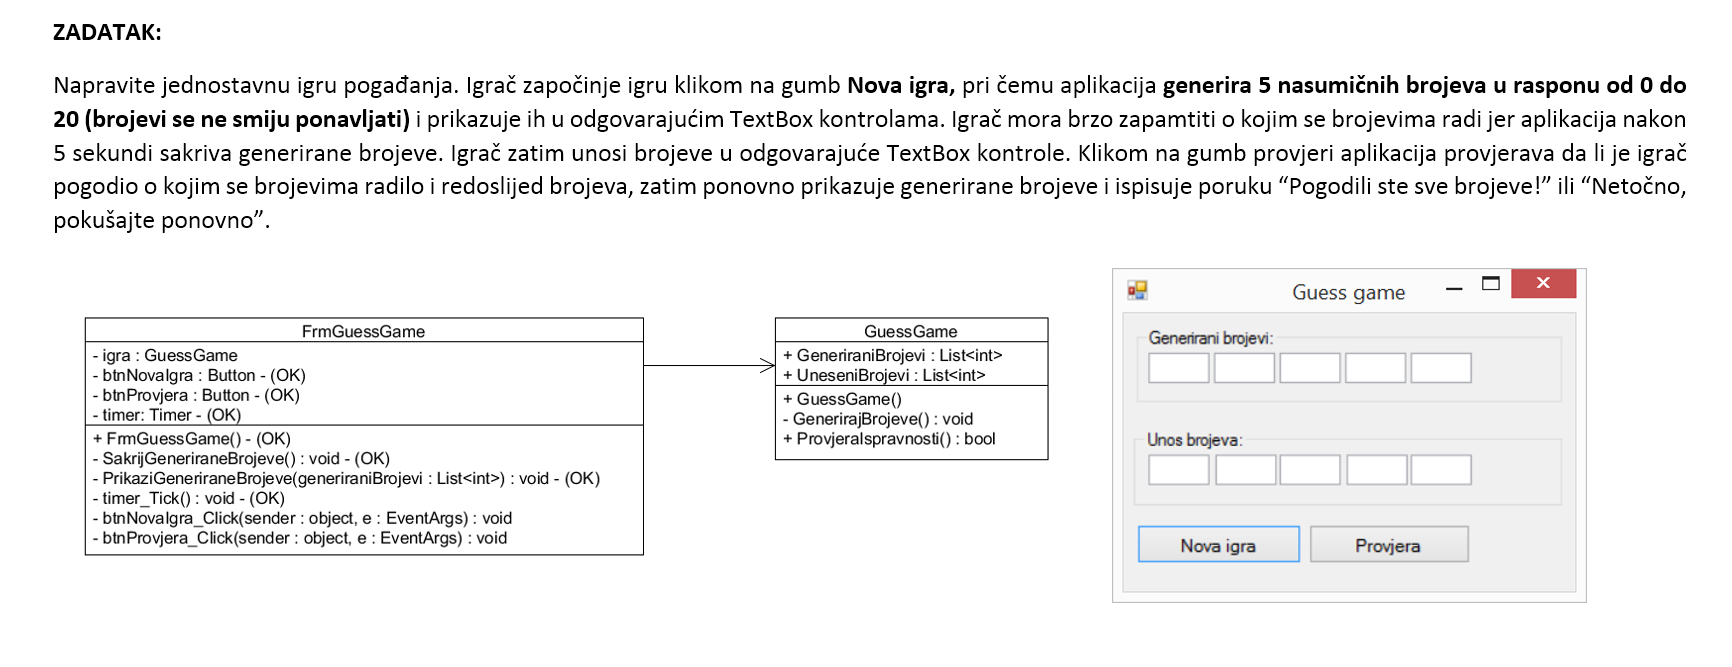 ZADATAK:
Napravite jednostavnu igru pogađanja. Igrač započinje igru klikom na gumb Nova igra, pri čemu aplikacija generira 5 nasumičnih brojeva u rasponu od 0 do
20 (brojevi se ne smiju ponavljati) i prikazuje ih u odgovarajućim TextBox kontrolama. Igrač mora brzo zapamtiti o kojim se brojevima radi jer aplikacija nakon
5 sekundi sakriva generirane brojeve. Igrač zatim unosi brojeve u odgovarajuće TextBox kontrole. Klikom na gumb provjeri aplikacija provjerava da li je igrač
pogodio o kojim se brojevima radilo i redoslijed brojeva, zatim ponovno prikazuje generirane brojeve i ispisuje poruku “Pogodili ste sve brojeve!” ili “Netočno,
pokušajte ponovno”.
FrmGuessGame
- igra : GuessGame
- btnNovaIgra : Button - (OK)
- btnProvjera : Button - (OK)
- timer: Timer - (OK)
+ FrmGuessGame() - (OK)
- SakrijGeneriraneBrojeve() : void - (OK)
- PrikaziGeneriraneBrojeve(generiraniBrojevi : List<int>) : void - (OK)
- timer_Tick() : void - (OK)
- btnNovaIgra_Click(sender : object, e : EventArgs) : void
- btnProvjera_Click(sender : object, e : EventArgs) : void
GuessGame
+ GeneriraniBrojevi : List<int>
+ UneseniBrojevi : List<int>
+ GuessGame()
- GenerirajBrojeve() : void
+ ProvjeraIspravnosti() : bool
Guess game
Generirani brojevi:
Unos brojeva:
Nova igra
Provjera